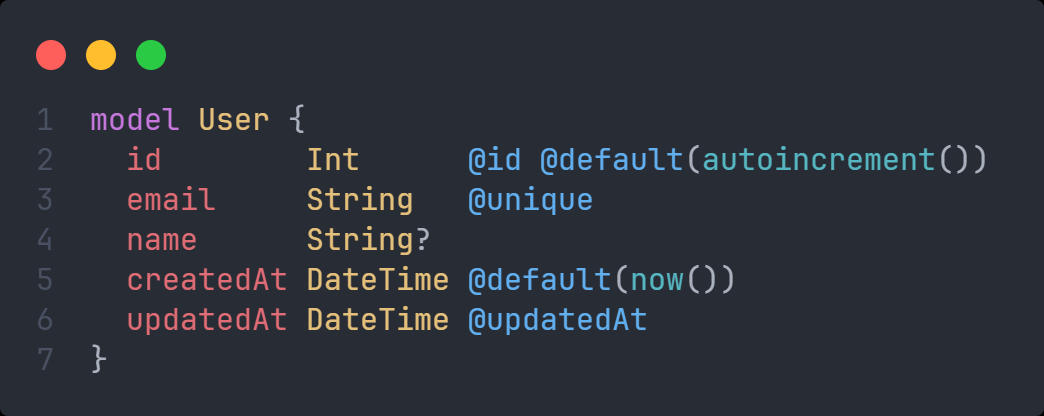 1 model User {
2   id        Int      @id @default(autoincrement())
3   email     String   @unique
4   name      String?
5   createdAt DateTime @default(now())
6   updatedAt DateTime @updatedAt
7 }